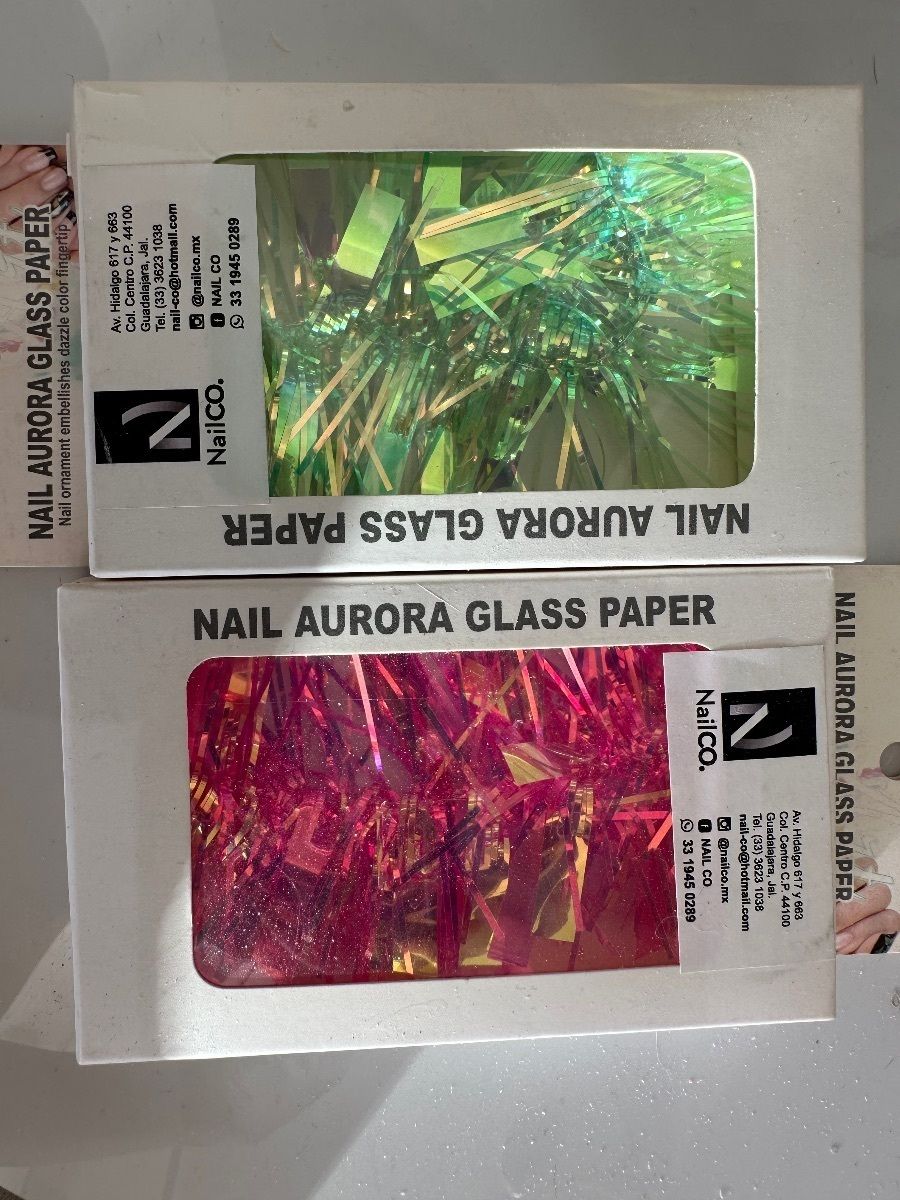 NAIL AURORA GLASS PAPER
Nail ornament embellishes dazzle color fingertip
Av. Hidalgo 617 y 663
Col. Centro C.P. 44100
Guadalajara, Jal.
Tel. (33) 3623 1038
nail-co@hotmail.com
@nailco.mx
NAIL CO
33 1945 0289
N
NailCO.
NAIL AURORA GLASS PAPER
NAIL AURORA GLASS PAPER
N
NailCO.
Av. Hidalgo 617 y 663
Col. Centro C.P. 44100
Guadalajara, Jal.
Tel. (33) 3623 1038
nail-co@hotmail.com
@nailco.mx
NAIL CO
33 1945 0289
NAIL AURORA GLASS PAPER